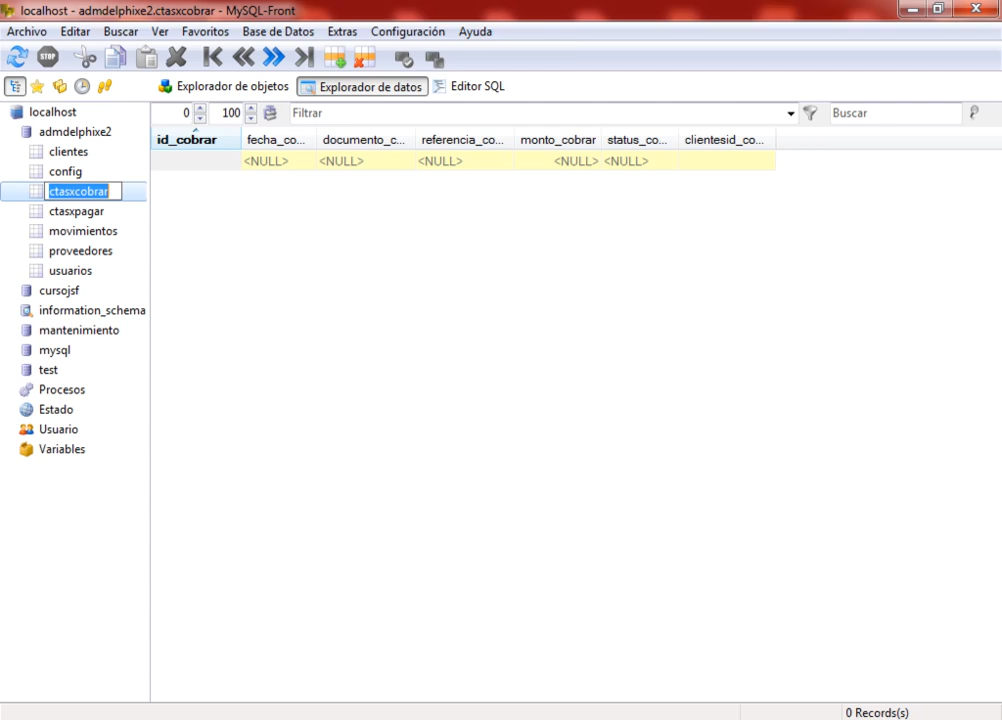 localhost - admdelphixe2.ctasxcobrar - MySQL-Front
Archivo Editar Buscar Ver Favoritos Base de Datos Extras Configuración Ayuda
STOP
Explorador de objetos Explorador de datos Editor SQL
0 100 Filtrar Buscar
id_cobrar fecha_co... documento_c... referencia_co... monto_cobrar status_co... clientesid_co...
<NULL> <NULL> <NULL> <NULL> <NULL>
localhost
admdelphixe2
clientes
config
ctasxcobrar
ctasxpagar
movimientos
proveedores
usuarios
cursojsf
information_schema
mantenimiento
mysql
test
Procesos
Estado
Usuario
Variables
0 Records(s)